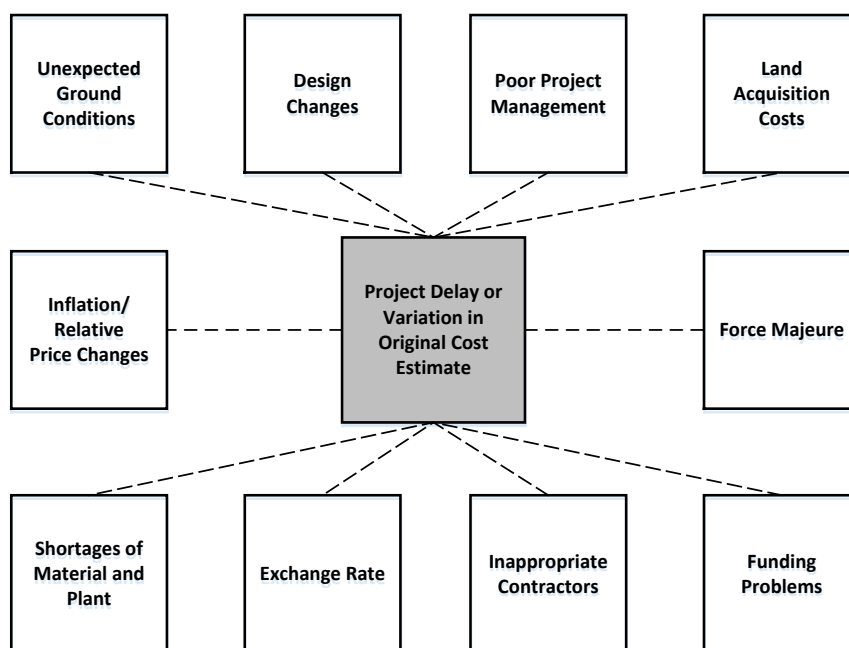 Unexpected
Ground
Conditions
Design
Changes
Poor Project
Management
Land
Acquisition
Costs
Inflation/
Relative
Price Changes
Project Delay or
Variation in
Original Cost
Estimate
Force Majeure
Shortages of
Material and
Plant
Exchange Rate
Inappropriate
Contractors
Funding
Problems